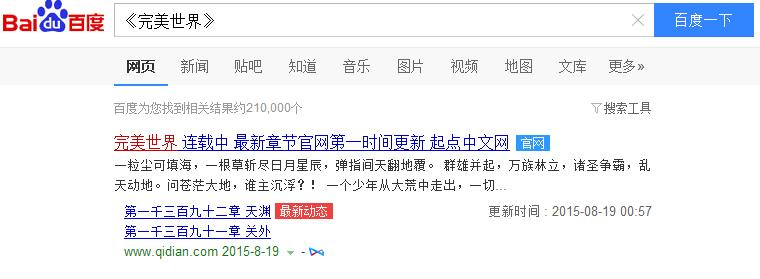 Bai du 百度 《完美世界》 × 百度一下
网页 新闻 贴吧 知道 音乐 图片 视频 地图 文库 更多»
百度为您找到相关结果约210,000个 搜索工具
完美世界 连载中 最新章节官网第一时间更新 起点中文网 官网
一粒尘可填海，一根草斩尽日月星辰，弹指间天翻地覆。 群雄并起，万族林立，诸圣争霸，乱
天动地。问苍茫大地，谁主沉浮？！ 一个少年从大荒中走出，一切...
第一千三百九十二章 天渊 最新动态 更新时间 : 2015-08-19 00:57
第一千三百九十一章 关外
www.qidian.com 2015-8-19 -